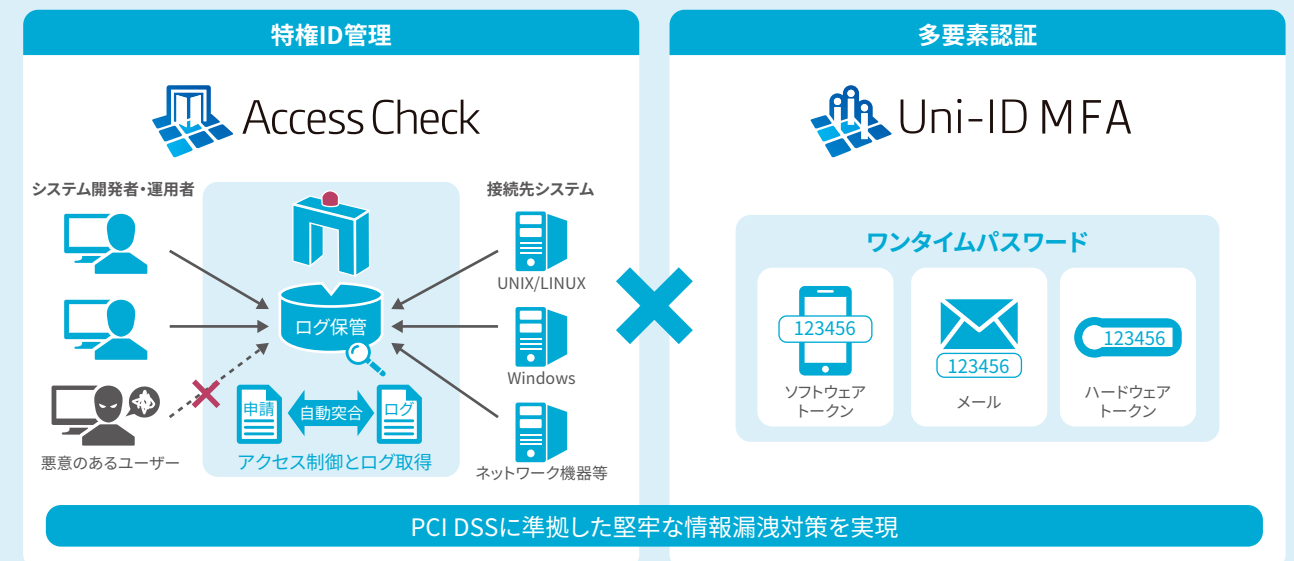 特権ID管理
Access Check
システム開発者・運用者
接続先システム
UNIX/LINUX
ログ保管
Windows
申請
自動突合
ログ
悪意のあるユーザー
アクセス制御とログ取得
ネットワーク機器等
多要素認証
Uni-ID MFA
ワンタイムパスワード
123456
ソフトウェア
トークン
123456
メール
123456
ハードウェア
トークン
PCI DSSに準拠した堅牢な情報漏洩対策を実現